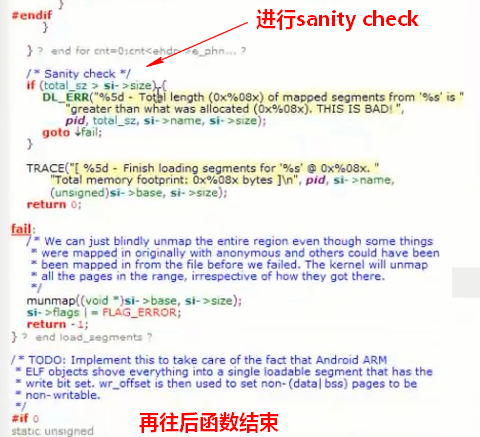 #endif
}
进行sanity check
} ? end for cnt=0;cnt<ehdr->e_phn... ?
/* Sanity check */
if (total_sz > si->size) {
DL_ERR("%5d - Total length (0x%08x) of mapped segments from '%s' is "
"greater than what was allocated (0x%08x). THIS IS BAD! ",
pid, total_sz, si->name, si->size);
goto ↓fail;
}
TRACE("[ %5d - Finish loading segments for '%s' @ 0x%08x. "
"Total memory footprint: 0x%08x bytes ]\n", pid, si->name,
(unsigned)si->base, si->size);
return 0;
fail:
/* We can just blindly unmap the entire region even though some things
* were mapped in originally with anonymous and others could have been
* been mapped in from the file before we failed. The kernel will unmap
* all the pages in the range, irrespective of how they got there.
*/
munmap((void *)si->base, si->size);
si->flags |= FLAG_ERROR;
return -1;
} ? end load_segments ?
/* TODO: Implement this to take care of the fact that Android ARM
* ELF objects shove everything into a single loadable segment that has the
* write bit set. wr_offset is then used to set non-(data|bss) pages to be
* non-writable.
*/
#if 0
再往后函数结束
static unsigned